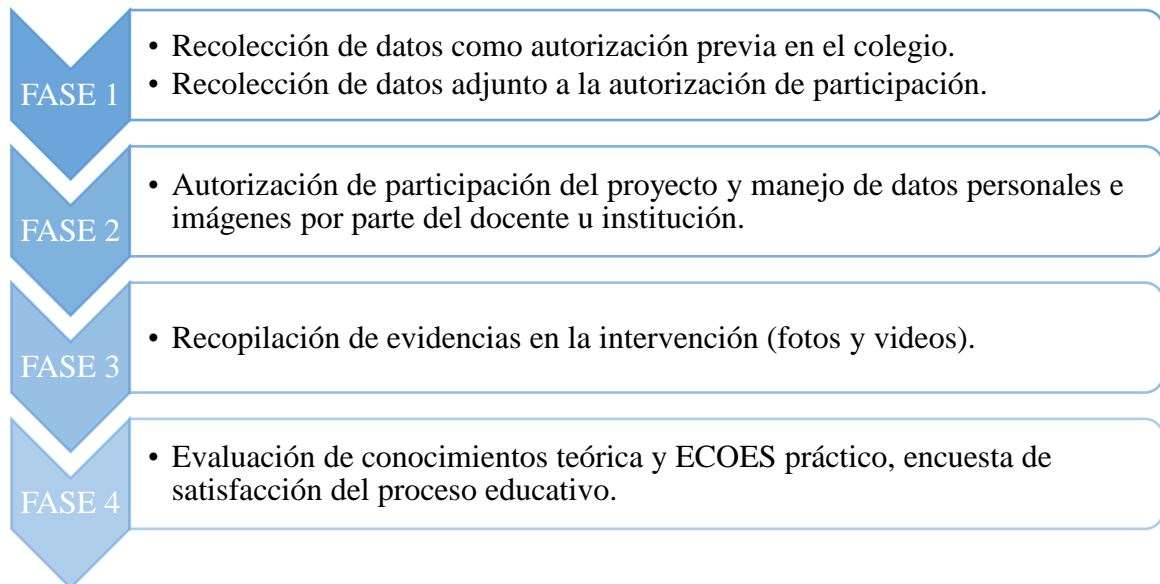 FASE 1
• Recolección de datos como autorización previa en el colegio.
• Recolección de datos adjunto a la autorización de participación.
FASE 2
• Autorización de participación del proyecto y manejo de datos personales e
imágenes por parte del docente u institución.
FASE 3
• Recopilación de evidencias en la intervención (fotos y videos).
FASE 4
• Evaluación de conocimientos teórica y ECOES práctico, encuesta de
satisfacción del proceso educativo.